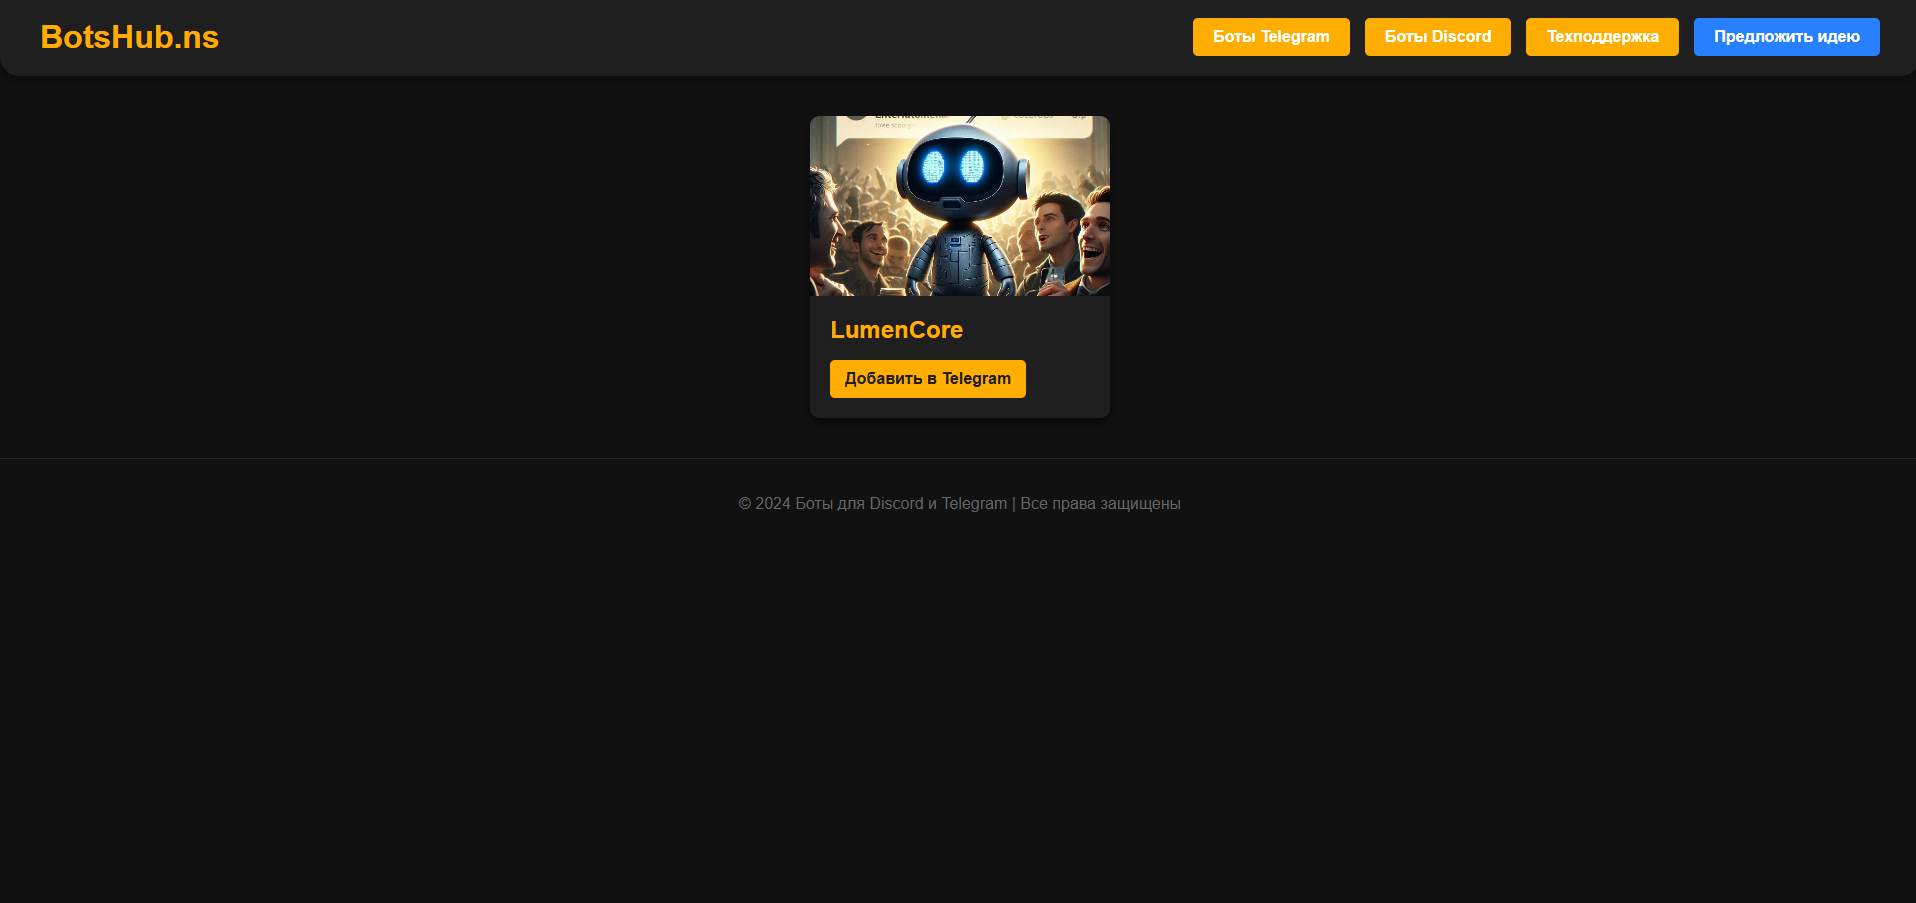 BotsHub.ns
Боты Telegram
Боты Discord
Техподдержка
Предложить идею
LumenCore
Добавить в Telegram
© 2024 Боты для Discord и Telegram | Все права защищены